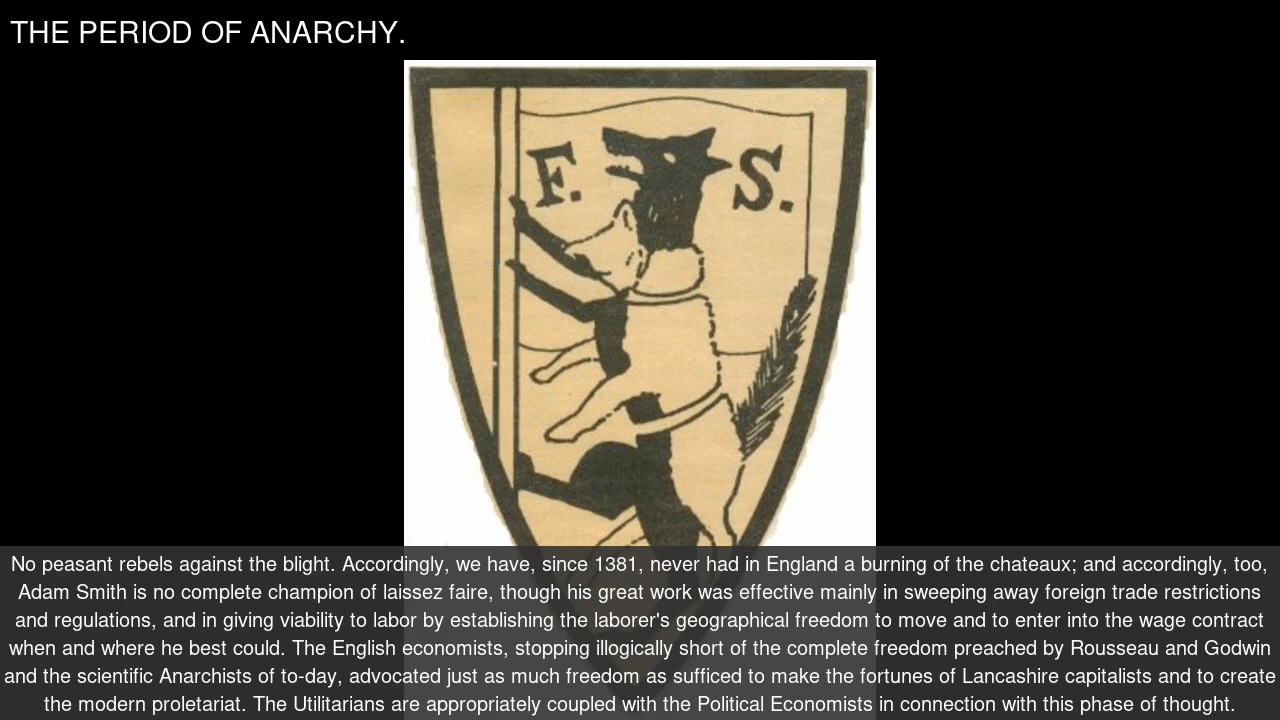 THE PERIOD OF ANARCHY.
F. S.
No peasant rebels against the blight. Accordingly, we have, since 1381, never had in England a burning of the chateaux; and accordingly, too,
Adam Smith is no complete champion of laissez faire, though his great work was effective mainly in sweeping away foreign trade restrictions
and regulations, and in giving viability to labor by establishing the laborer's geographical freedom to move and to enter into the wage contract
when and where he best could. The English economists, stopping illogically short of the complete freedom preached by Rousseau and Godwin
and the scientific Anarchists of to-day, advocated just as much freedom as sufficed to make the fortunes of Lancashire capitalists and to create
the modern proletariat. The Utilitarians are appropriately coupled with the Political Economists in connection with this phase of thought.